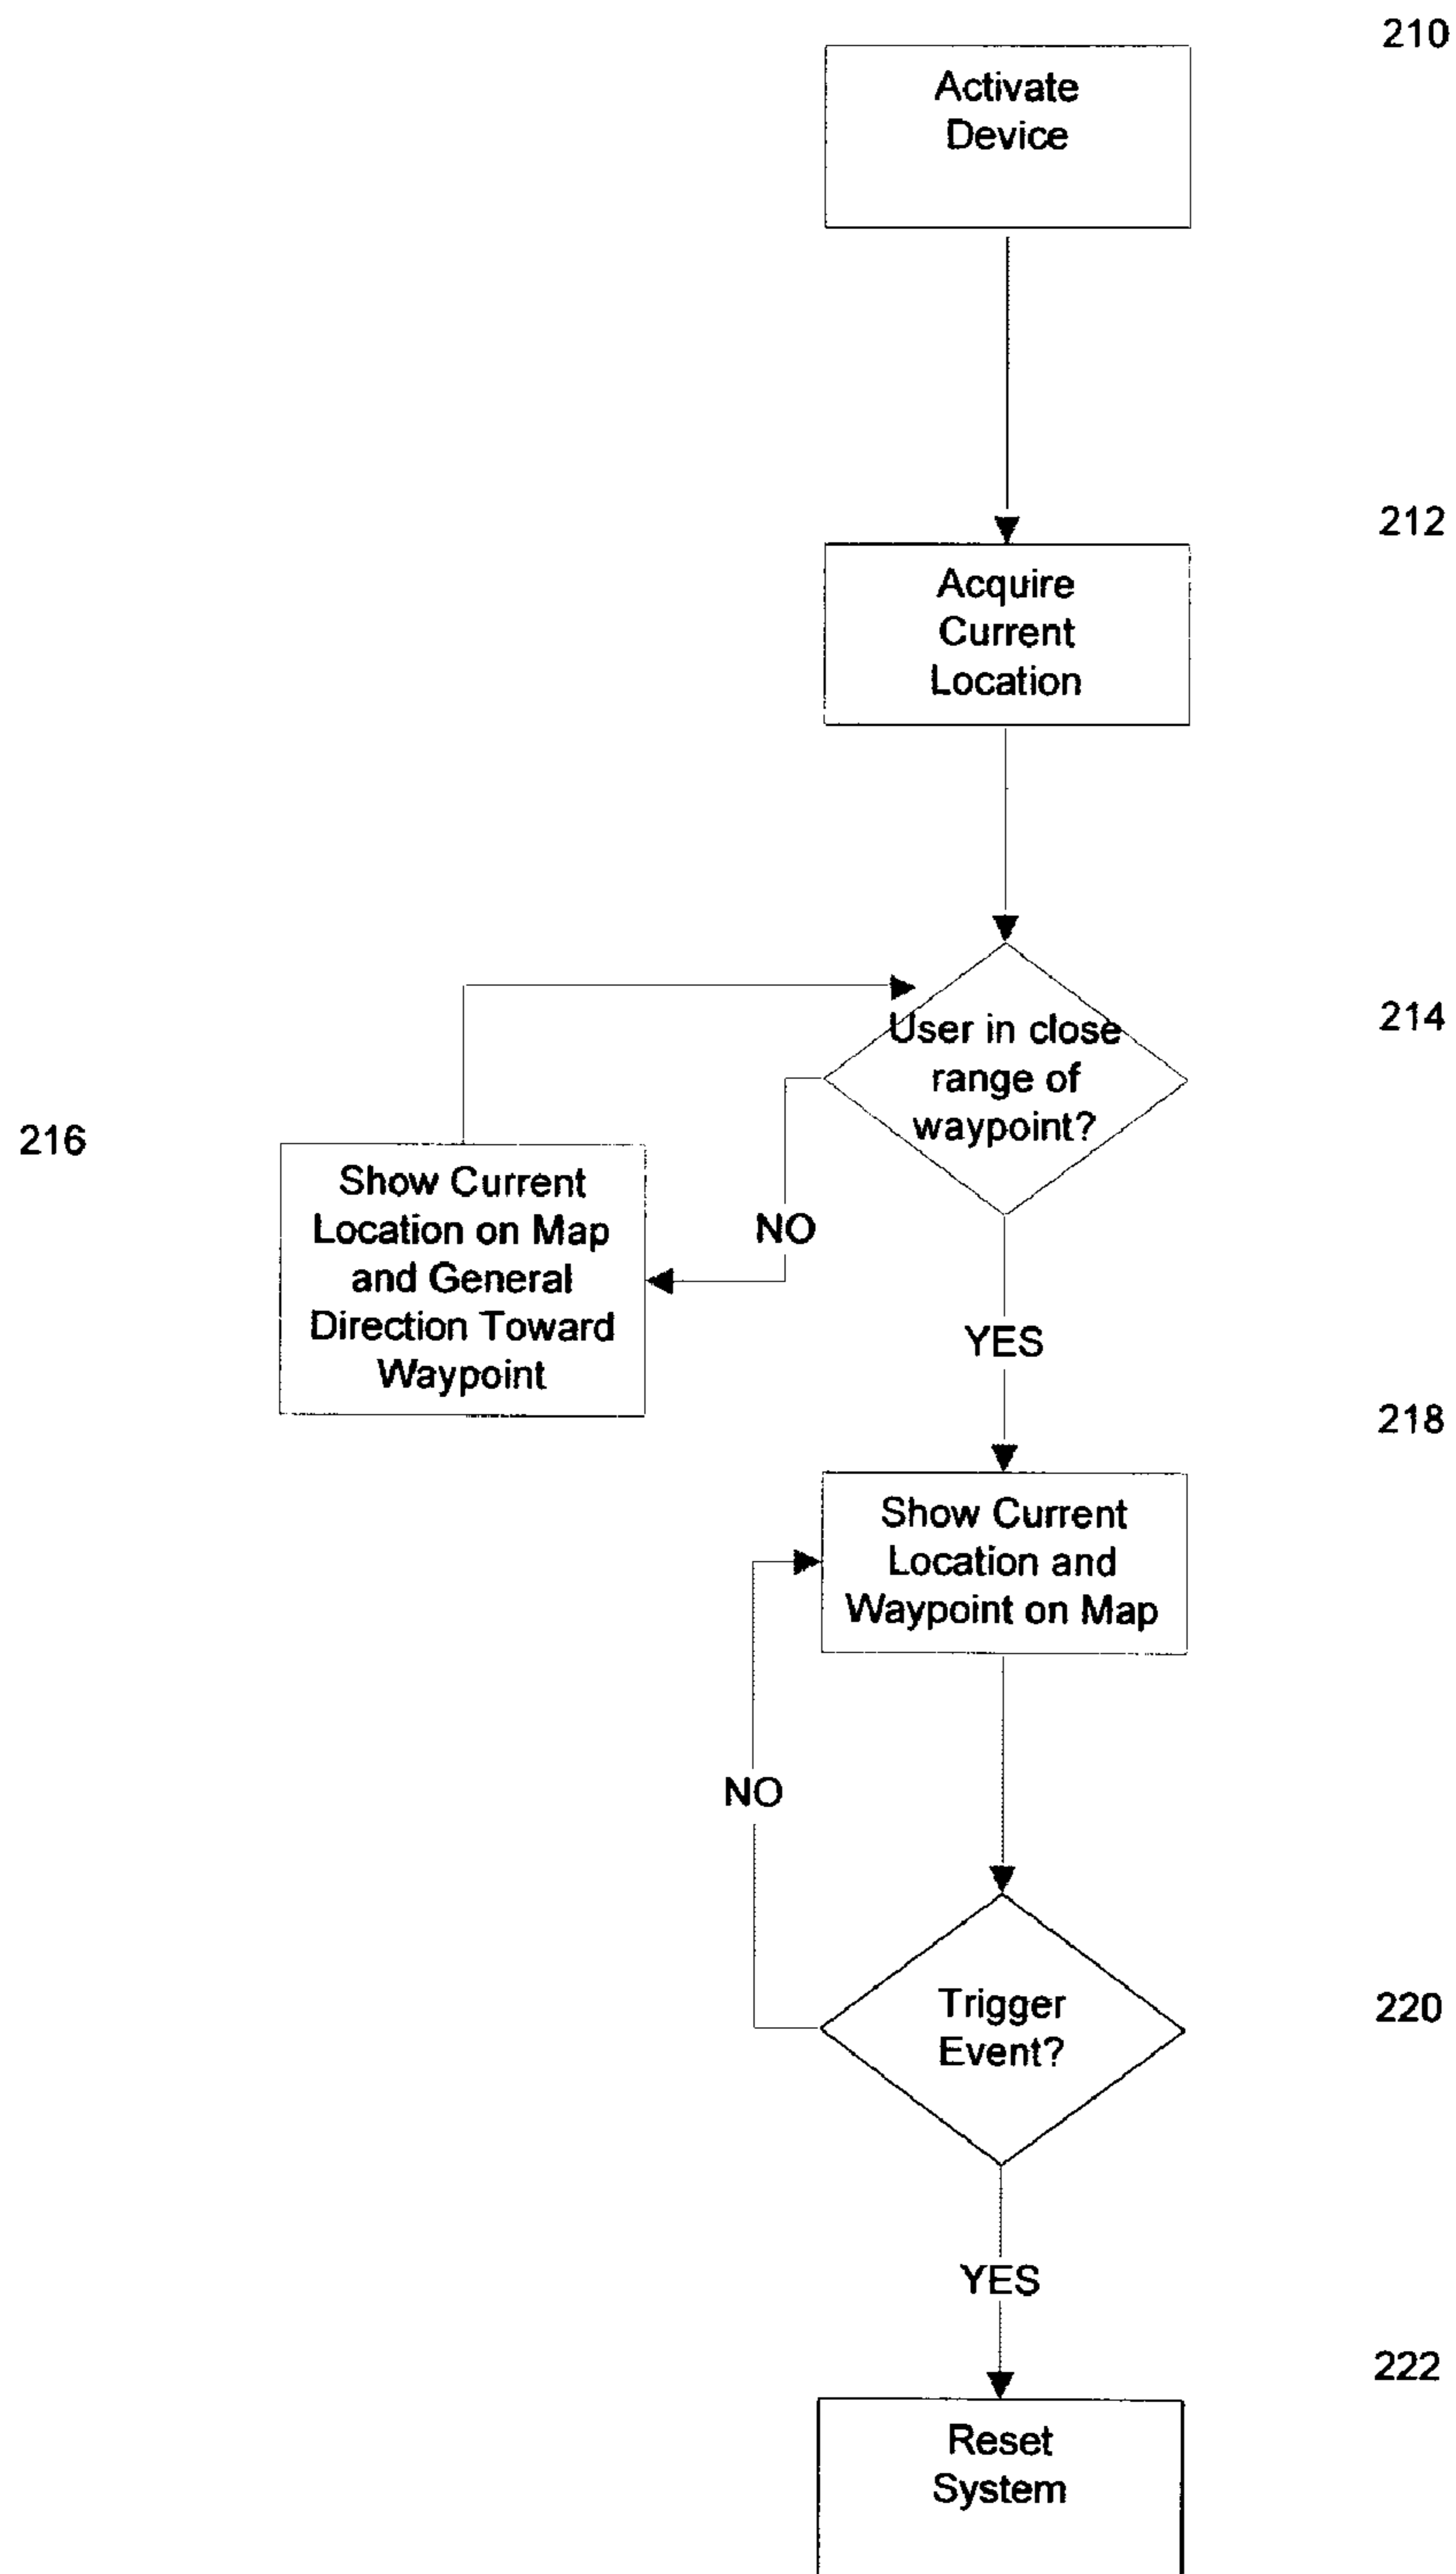 210
Activate
Device
212
Acquire
Current
Location
214
User in close
range of
waypoint?
216
Show Current
Location on Map
and General
Direction Toward
Waypoint
NO
YES
218
Show Current
Location and
Waypoint on Map
NO
220
Trigger
Event?
YES
222
Reset
System